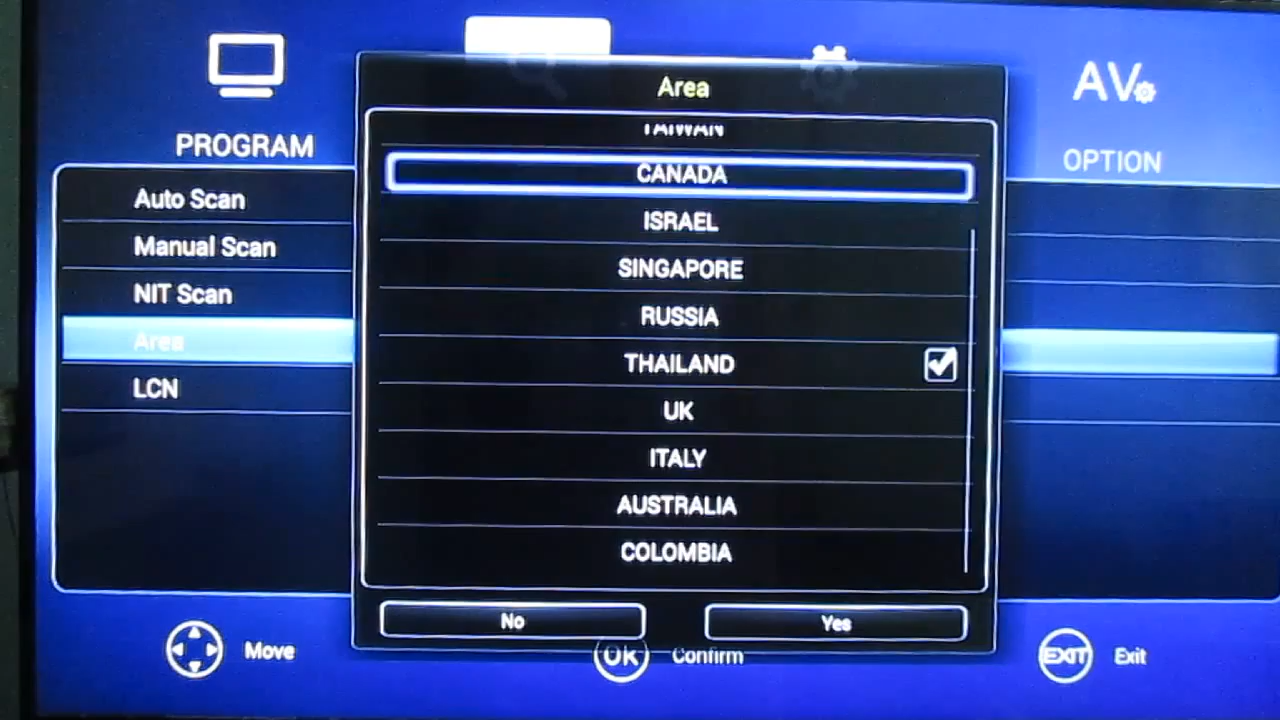 Area
AV
PROGRAM
OPTION
TAIWAN
CANADA
ISRAEL
SINGAPORE
RUSSIA
THAILAND
UK
ITALY
AUSTRALIA
COLOMBIA
Auto Scan
Manual Scan
NIT Scan
Area
LCN
No
Yes
Move
OK
Confirm
EXIT
Exit